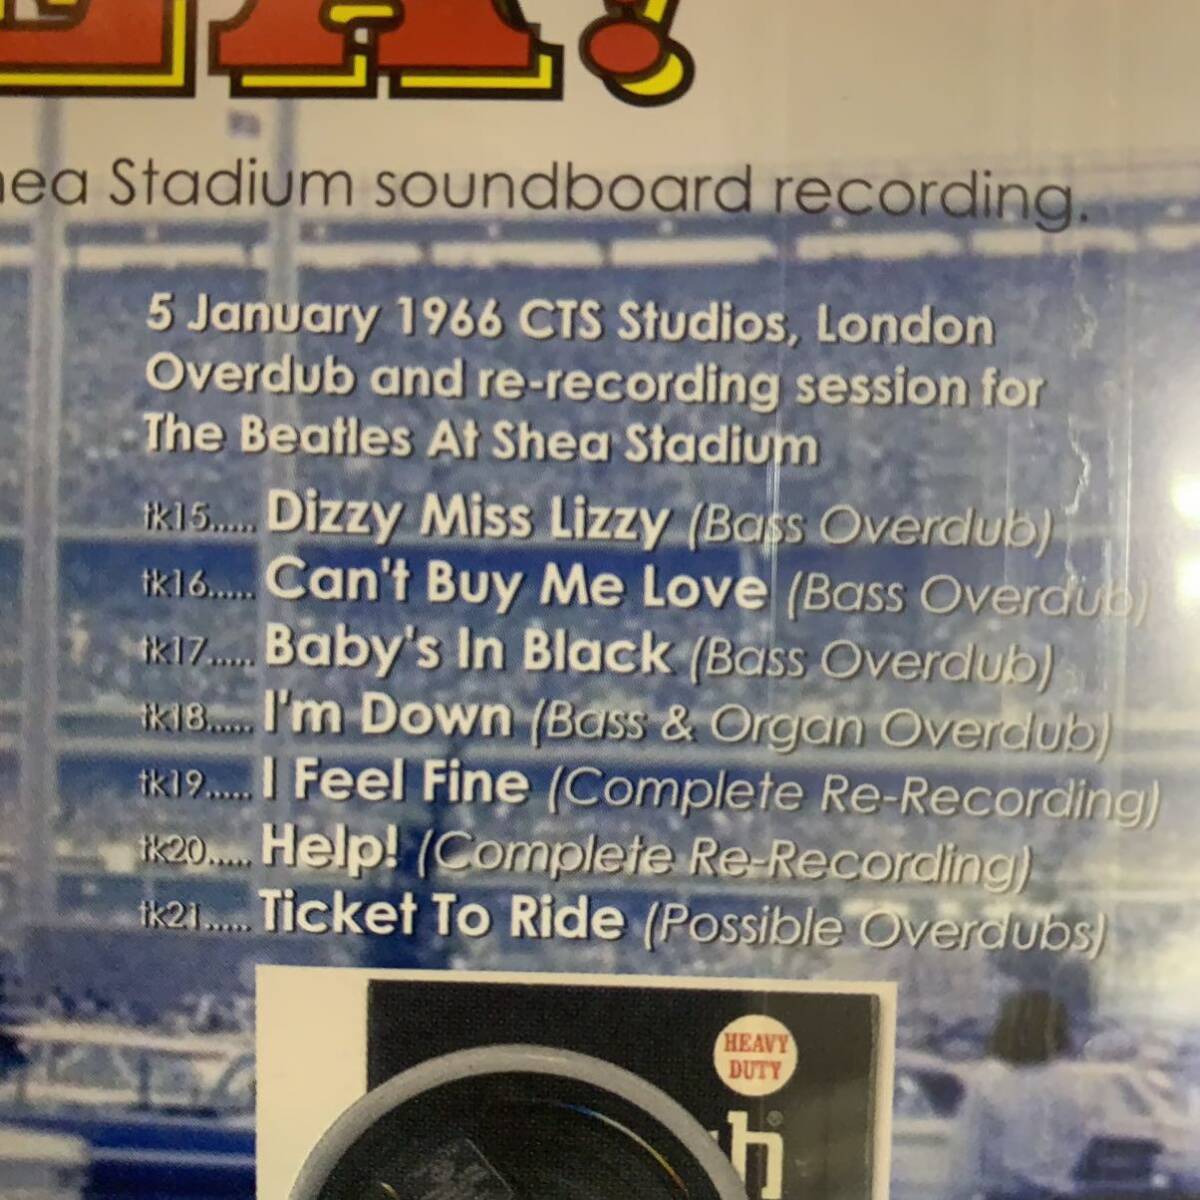 EA!
hea Stadium soundboard recording.
5 January 1966 CTS Studios, London
Overdub and re-recording session for
The Beatles At Shea Stadium
tk15..... Dizzy Miss Lizzy (Bass Overdub)
tk16..... Can't Buy Me Love (Bass Overdub)
tk17..... Baby's In Black (Bass Overdub)
tk18..... I'm Down (Bass & Organ Overdub)
tk19..... I Feel Fine (Complete Re-Recording)
tk20..... Help! (Complete Re-Recording)
tk21..... Ticket To Ride (Possible Overdubs)
HEAVY
DUTY